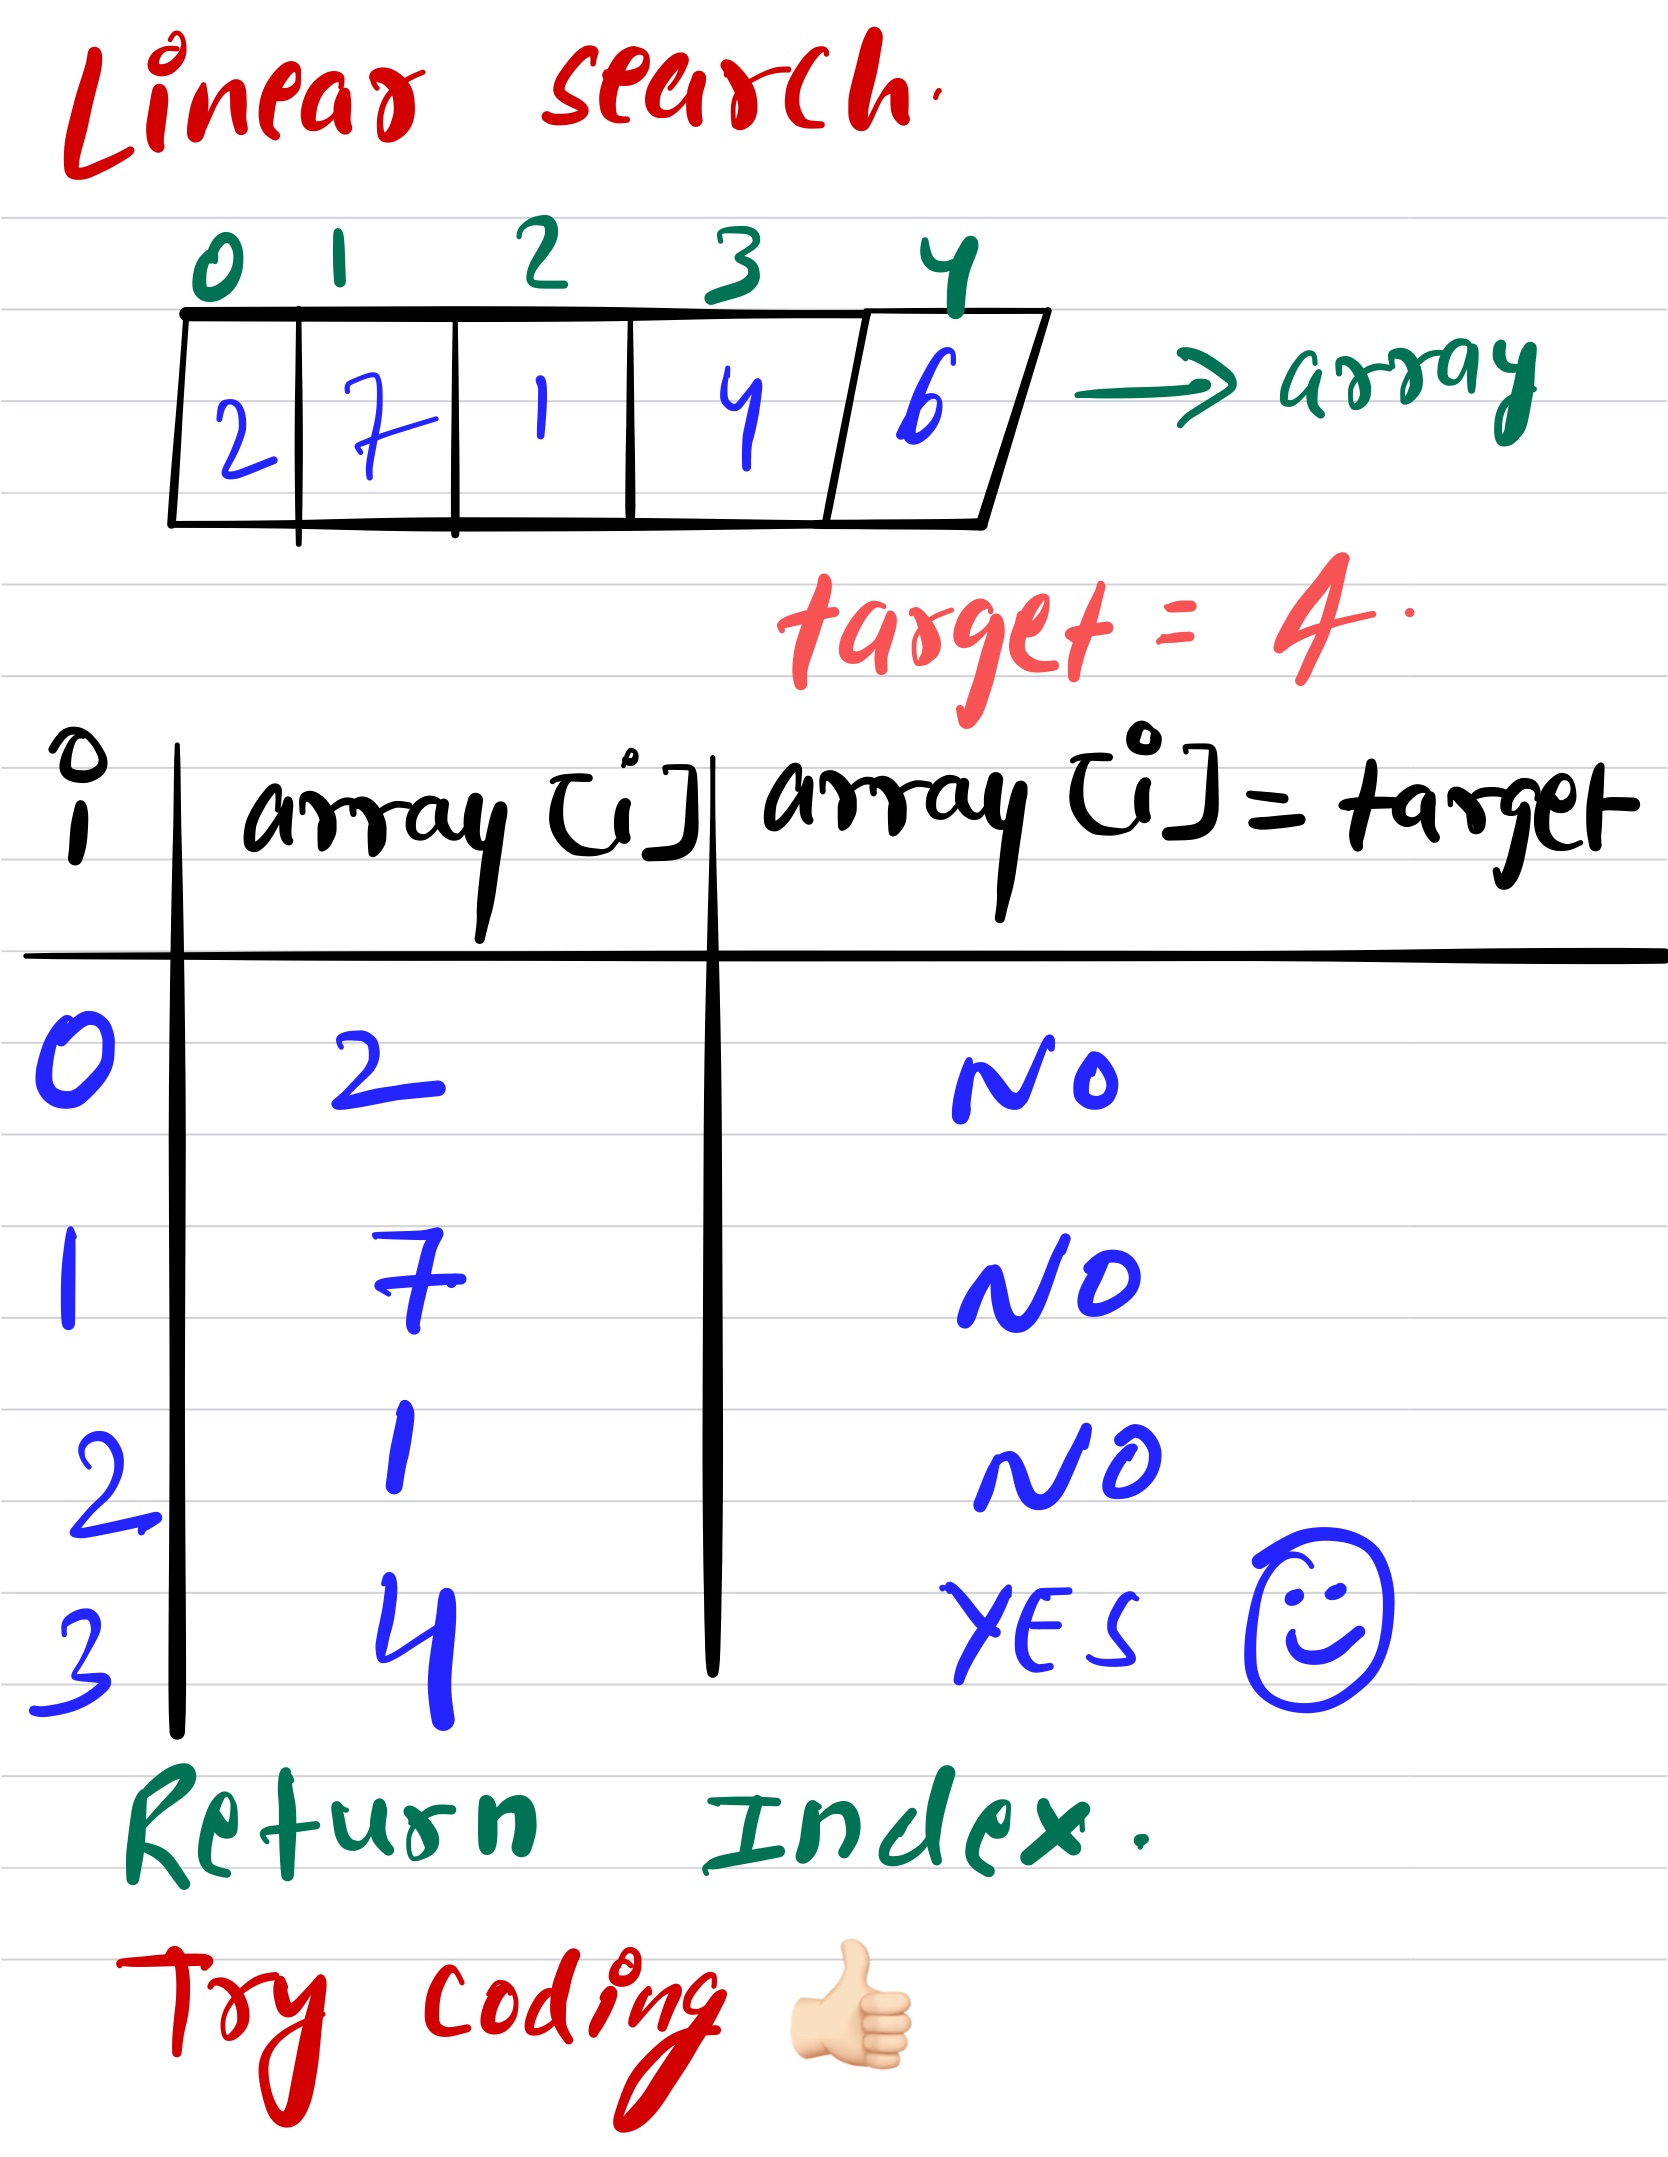 Linear search.
0 1 2 3 4
2 7 1 4 6 → array
target = 4.
i array [i] array [i] = target
0 2 NO
1 7 NO
2 1 NO
3 4 YES
Return Index.
Try coding